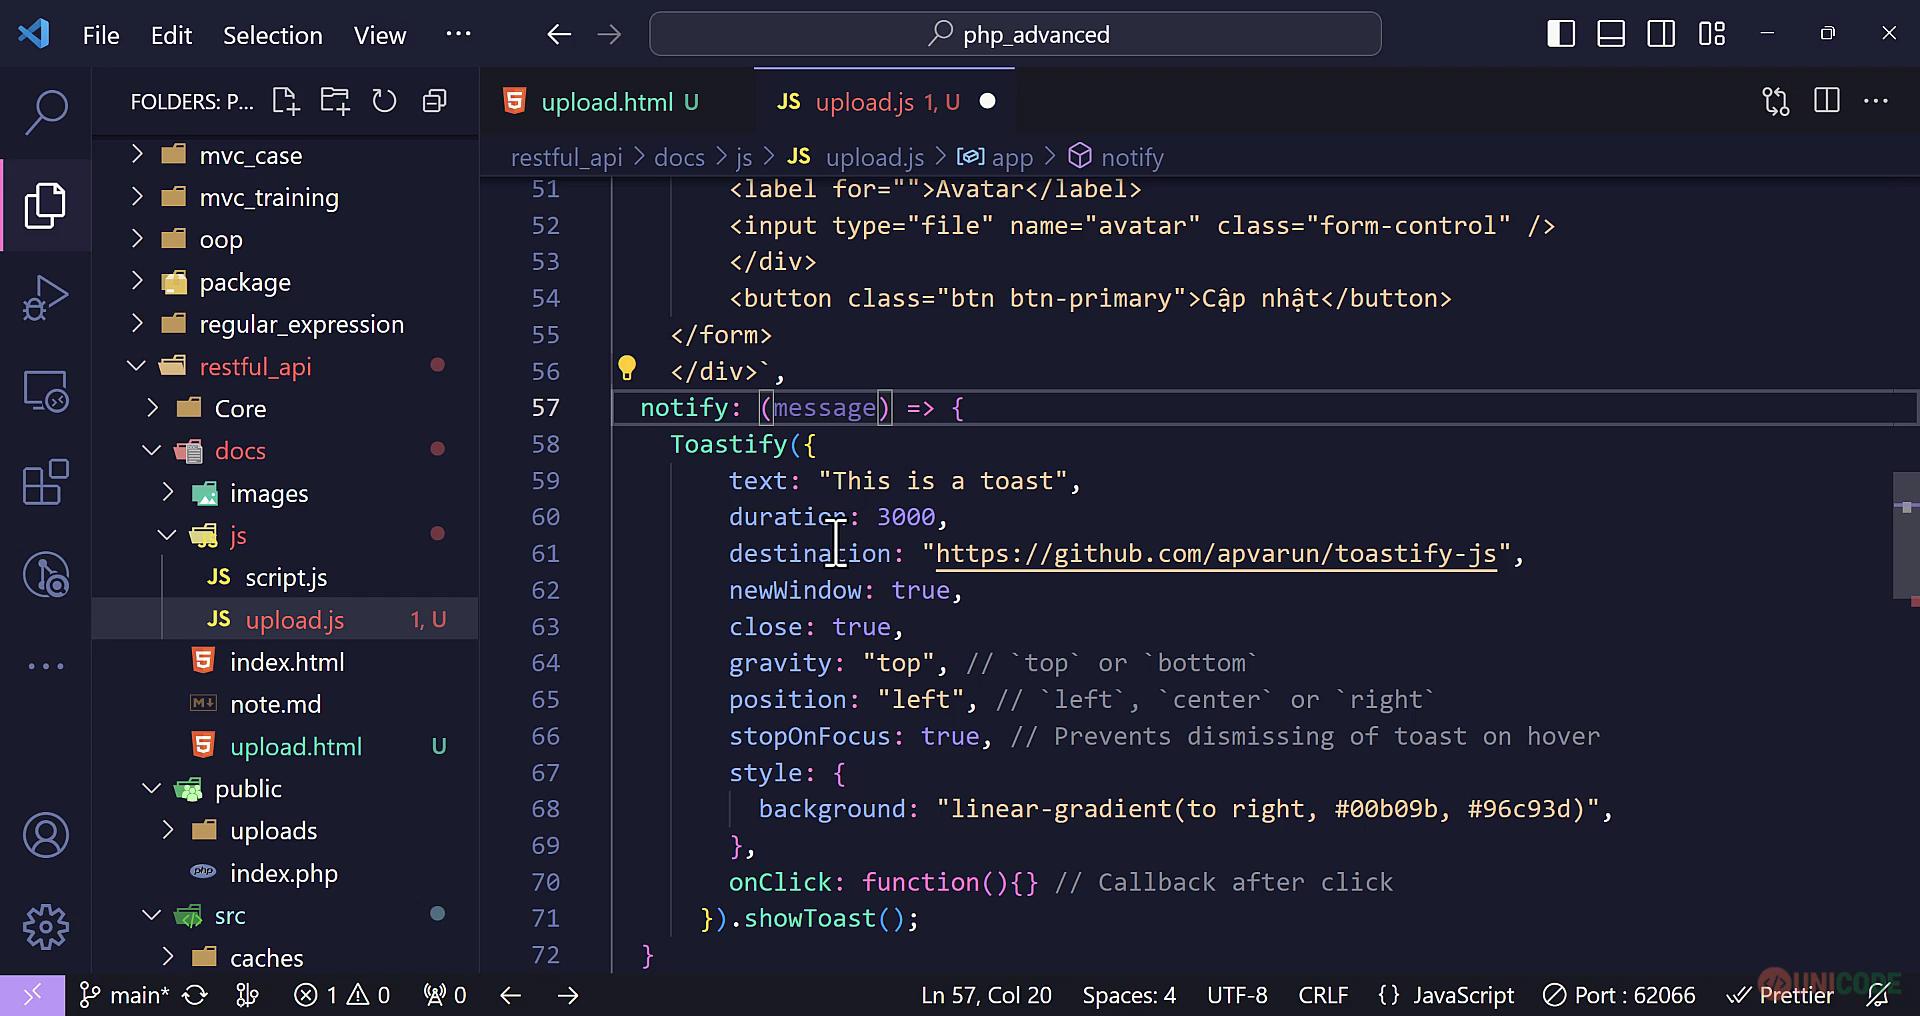 File Edit Selection View ... php_advanced
FOLDERS: P...
mvc_case
mvc_training
oop
package
regular_expression
restful_api
Core
docs
images
js
JS script.js
JS upload.js 1, U
index.html
note.md
upload.html U
public
uploads
php index.php
src
caches
upload.html U
JS upload.js 1, U
restful_api > docs > js > JS upload.js > app > notify
51 <label for="">Avatar</label>
52 <input type="file" name="avatar" class="form-control" />
53 </div>
54 <button class="btn btn-primary">Cập nhật</button>
55 </form>
56 </div>`,
57 notify: (message) => {
58 Toastify({
59 text: "This is a toast",
60 duration: 3000,
61 destination: "https://github.com/apvarun/toastify-js",
62 newWindow: true,
63 close: true,
64 gravity: "top", // `top` or `bottom`
65 position: "left", // `left`, `center` or `right`
66 stopOnFocus: true, // Prevents dismissing of toast on hover
67 style: {
68 background: "linear-gradient(to right, #00b09b, #96c93d)",
69 },
70 onClick: function(){} // Callback after click
71 }).showToast();
72 }
main* 1 0 0 Ln 57, Col 20 Spaces: 4 UTF-8 CRLF {} JavaScript Port : 62066 Prettier
UNICODE